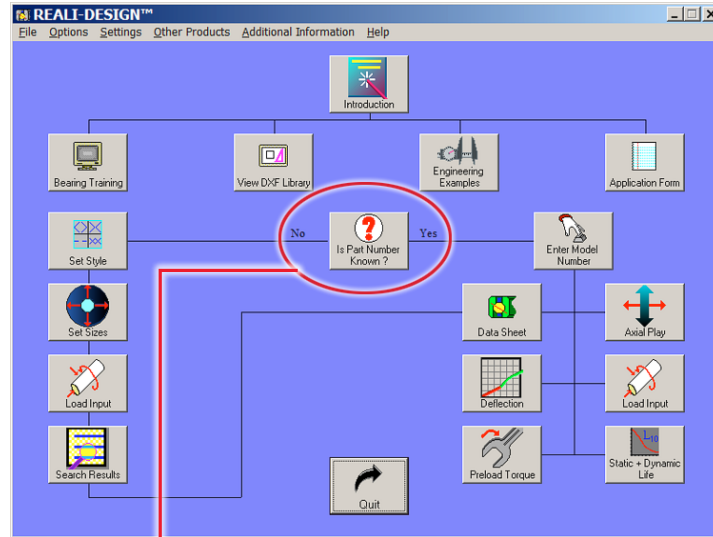 REALI-DESIGN™
File Options Settings Other Products Additional Information Help
Introduction
Bearing Training
View DXF Library
Engineering
Examples
Application Form
Set Style
No
Is Part Number
Known ?
Yes
Enter Model
Number
Set Sizes
Data Sheet
Axial Play
Load Input
Deflection
Load Input
Search Results
Preload Torque
L10
Static + Dynamic
Life
Quit